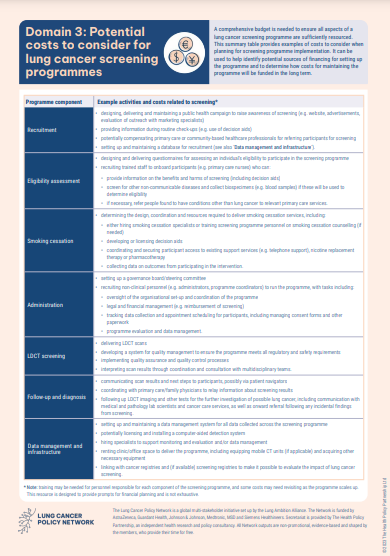 Domain 3: Potential
costs to consider for
lung cancer screening
programmes
A comprehensive budget is needed to ensure all aspects of a
lung cancer screening programme are sufficiently resourced.
This summary table provides examples of costs to consider when
planning for screening programme implementation. It can be
used to help identify potential sources of financing for setting up
the programme and to determine how costs for maintaining the
programme will be funded in the long term.
Programme component
Example activities and costs related to screening*
Recruitment
• designing, delivering and maintaining a public health campaign to raise awareness of screening (e.g. website, advertisements,
evaluation of outreach with marketing specialists)
• providing information during routine check-ups (e.g. use of decision aids)
• potentially compensating primary care or community-based healthcare professionals for referring participants for screening
• setting up and maintaining a database for recruitment (see also 'Data management and infrastructure')
Eligibility assessment
• designing and delivering questionnaires for assessing an individual's eligibility to participate in the screening programme
• recruiting trained staff to onboard participants (e.g. primary care nurses) who can:
• provide information on the benefits and harms of screening (including decision aids)
• screen for other non-communicable diseases and collect biospecimens (e.g. blood samples) if these will be used to
determine eligibility
• if necessary, refer people found to have conditions other than lung cancer to relevant primary care services.
Smoking cessation
• determining the design, coordination and resources required to deliver smoking cessation services, including:
• either hiring smoking cessation specialists or training screening programme personnel on smoking cessation counselling (if
needed)
• developing or licensing decision aids
• coordinating and securing participant access to existing support services (e.g. telephone support), nicotine replacement
therapy or pharmacotherapy
• collecting data on outcomes from participating in the intervention.
Administration
• setting up a governance board/steering committee
• recruiting non-clinical personnel (e.g. administrators, programme coordinators) to run the programme, with tasks including:
• oversight of the organisational set up and coordination of the programme
• legal and financial management (e.g. reimbursement of screening)
• tracking data collection and appointment scheduling for participants, including managing consent forms and other
paperwork
• programme evaluation and data management.
LDCT screening
• delivering LDCT scans
• developing a system for quality management to ensure the programme meets all regulatory and safety requirements
• implementing quality assurance and quality control processes
• interpreting scan results through coordination and consultation with multidisciplinary teams.
Follow-up and diagnosis
• communicating scan results and next steps to participants, possibly via patient navigators
• coordinating with primary care/family physicians to relay information about screening results
• following up LDCT imaging and other tests for the further investigation of possible lung cancer, including communication with
medical and pathology lab scientists and cancer care services, as well as onward referral following any incidental findings
from screening.
Data management and
infrastructure
• setting up and maintaining a data management system for all data collected across the screening programme
• potentially licensing and installing a computer-aided detection system
• hiring specialists to support monitoring and evaluation and for data management
• renting clinic/office space to deliver the programme, including equipping mobile CT units (if applicable) and acquiring other
necessary equipment
• linking with cancer registries and (if available) screening registries to make it possible to evaluate the impact of lung cancer
screening
* Note: training may be needed for personnel responsible for each component of the screening programme, and some costs may need revisiting as the programme scales up.
This resource is designed to provide prompts for financial planning and is not exhaustive
LUNG CANCER
POLICY NETWORK
The Lung Cancer Policy Network is a global multi-stakeholder initiative set up by the Lung Ambition Alliance. The Network is funded by
AstraZeneca, Guardant Health, Johnson & Johnson, Medtronic, MSD and Siemens Healthineers. Secretariat is provided by The Health Policy
Partnership, an independent health research and policy consultancy. All Network outputs are non-promotional, evidence-based and shaped by
the members, who provide their time for free.
The Health Policy Partnership Ltd